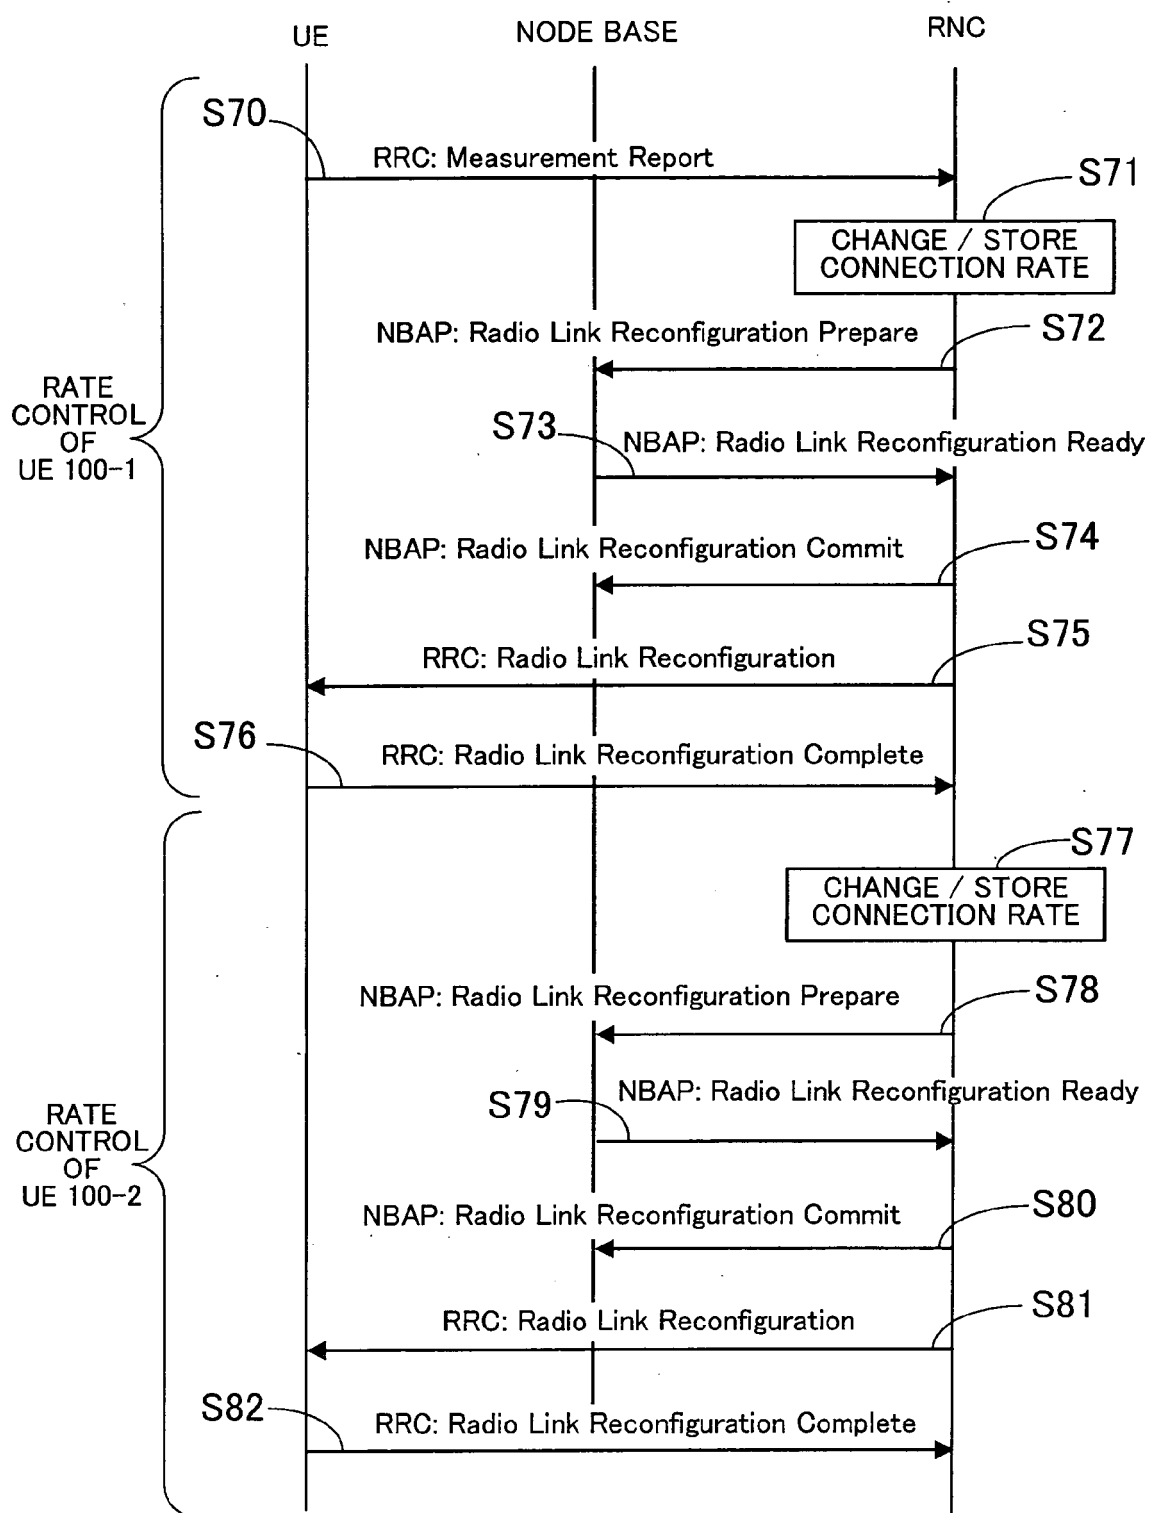 UE
NODE BASE
RNC
S70
RRC: Measurement Report
S71
CHANGE / STORE
CONNECTION RATE
NBAP: Radio Link Reconfiguration Prepare
S72
RATE
CONTROL
OF
UE 100-1
S73
NBAP: Radio Link Reconfiguration Ready
NBAP: Radio Link Reconfiguration Commit
S74
RRC: Radio Link Reconfiguration
S75
S76
RRC: Radio Link Reconfiguration Complete
S77
CHANGE / STORE
CONNECTION RATE
NBAP: Radio Link Reconfiguration Prepare
S78
RATE
CONTROL
OF
UE 100-2
S79
NBAP: Radio Link Reconfiguration Ready
NBAP: Radio Link Reconfiguration Commit
S80
RRC: Radio Link Reconfiguration
S81
S82
RRC: Radio Link Reconfiguration Complete